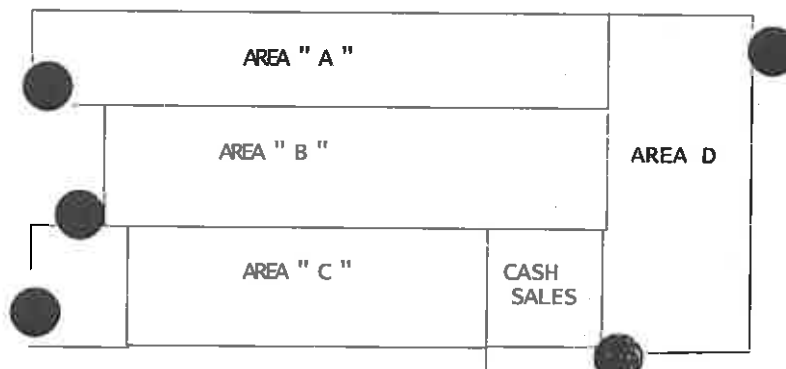 AREA " A "
AREA " B "
AREA D
AREA " C "
CASH
SALES